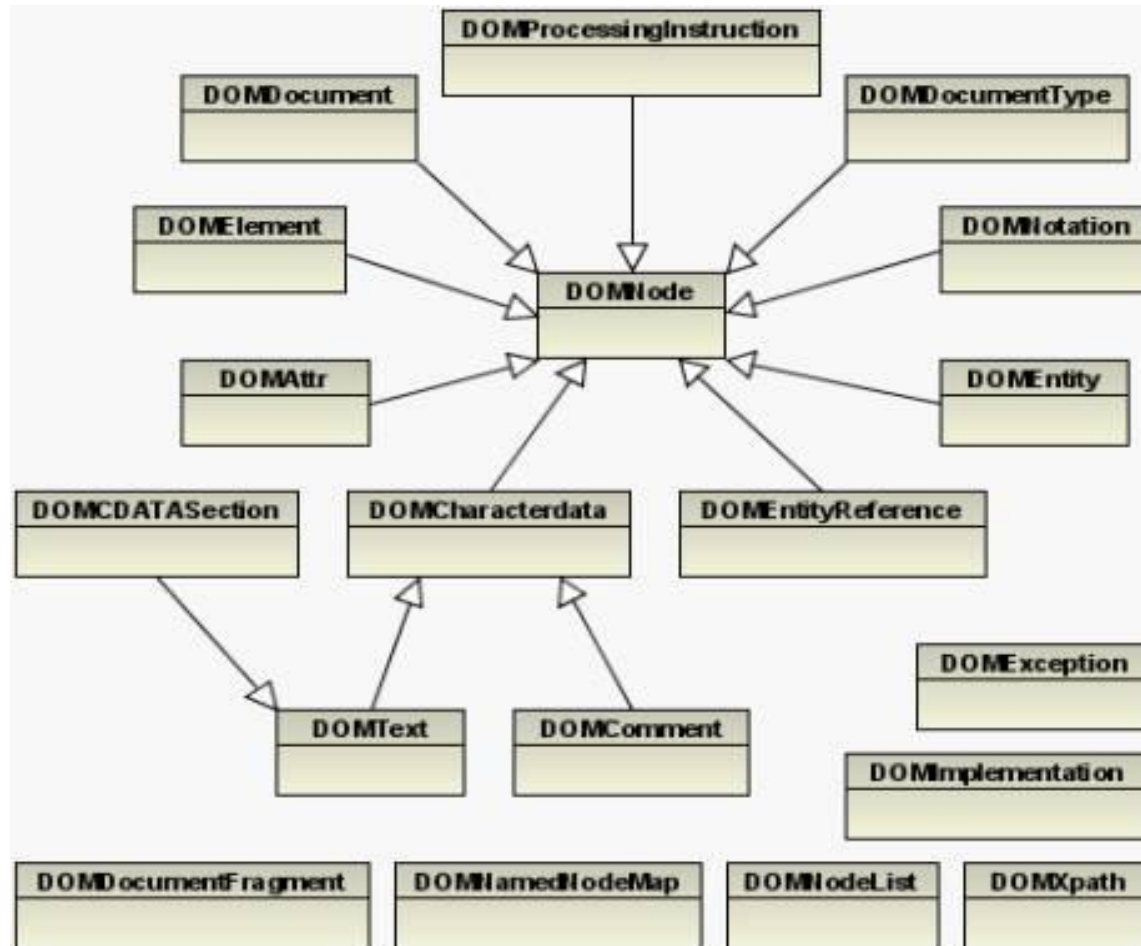 DOMProcessingInstruction
DOMDocument
DOMDocumentType
DOMElement
DOMNotation
DOMNode
DOMAttr
DOMEntity
DOMCDATASection
DOMCharacterdata
DOMEntityReference
DOMException
DOMText
DOMComment
DOMImplementation
DOMDocumentFragment
DOMNamedNodeMap
DOMNodeList
DOMXpath